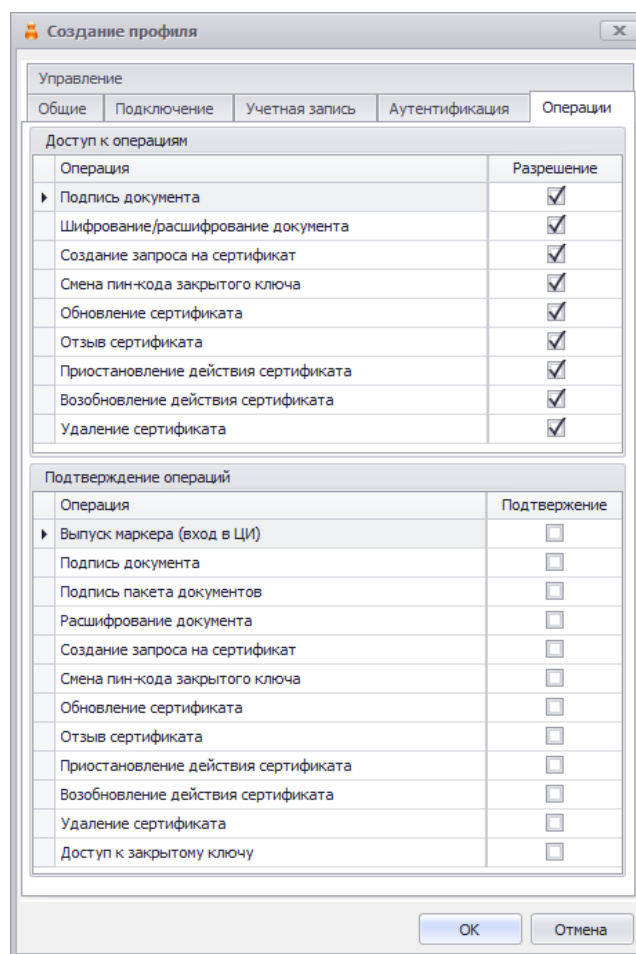 Создание профиля
Управление
Общие Подключение Учетная запись Аутентификация Операции
Доступ к операциям
Операция Разрешение
Подпись документа
Шифрование/расшифрование документа
Создание запроса на сертификат
Смена пин-кода закрытого ключа
Обновление сертификата
Отзыв сертификата
Приостановление действия сертификата
Возобновление действия сертификата
Удаление сертификата
Подтверждение операций
Операция Подтвержение
Выпуск маркера (вход в ЦИ)
Подпись документа
Подпись пакета документов
Расшифрование документа
Создание запроса на сертификат
Смена пин-кода закрытого ключа
Обновление сертификата
Отзыв сертификата
Приостановление действия сертификата
Возобновление действия сертификата
Удаление сертификата
Доступ к закрытому ключу
OK Отмена